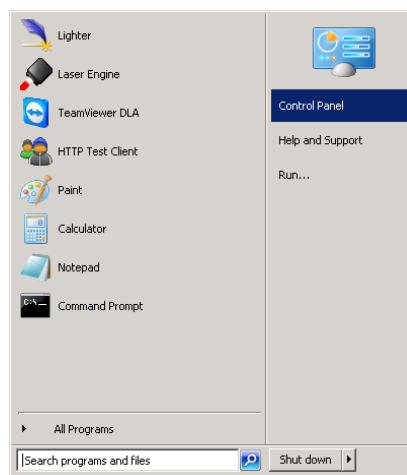 Lighter
Laser Engine
TeamViewer DLA
HTTP Test Client
Paint
Calculator
Notepad
C:\
Command Prompt
All Programs
Search programs and files
Control Panel
Help and Support
Run...
Shut down